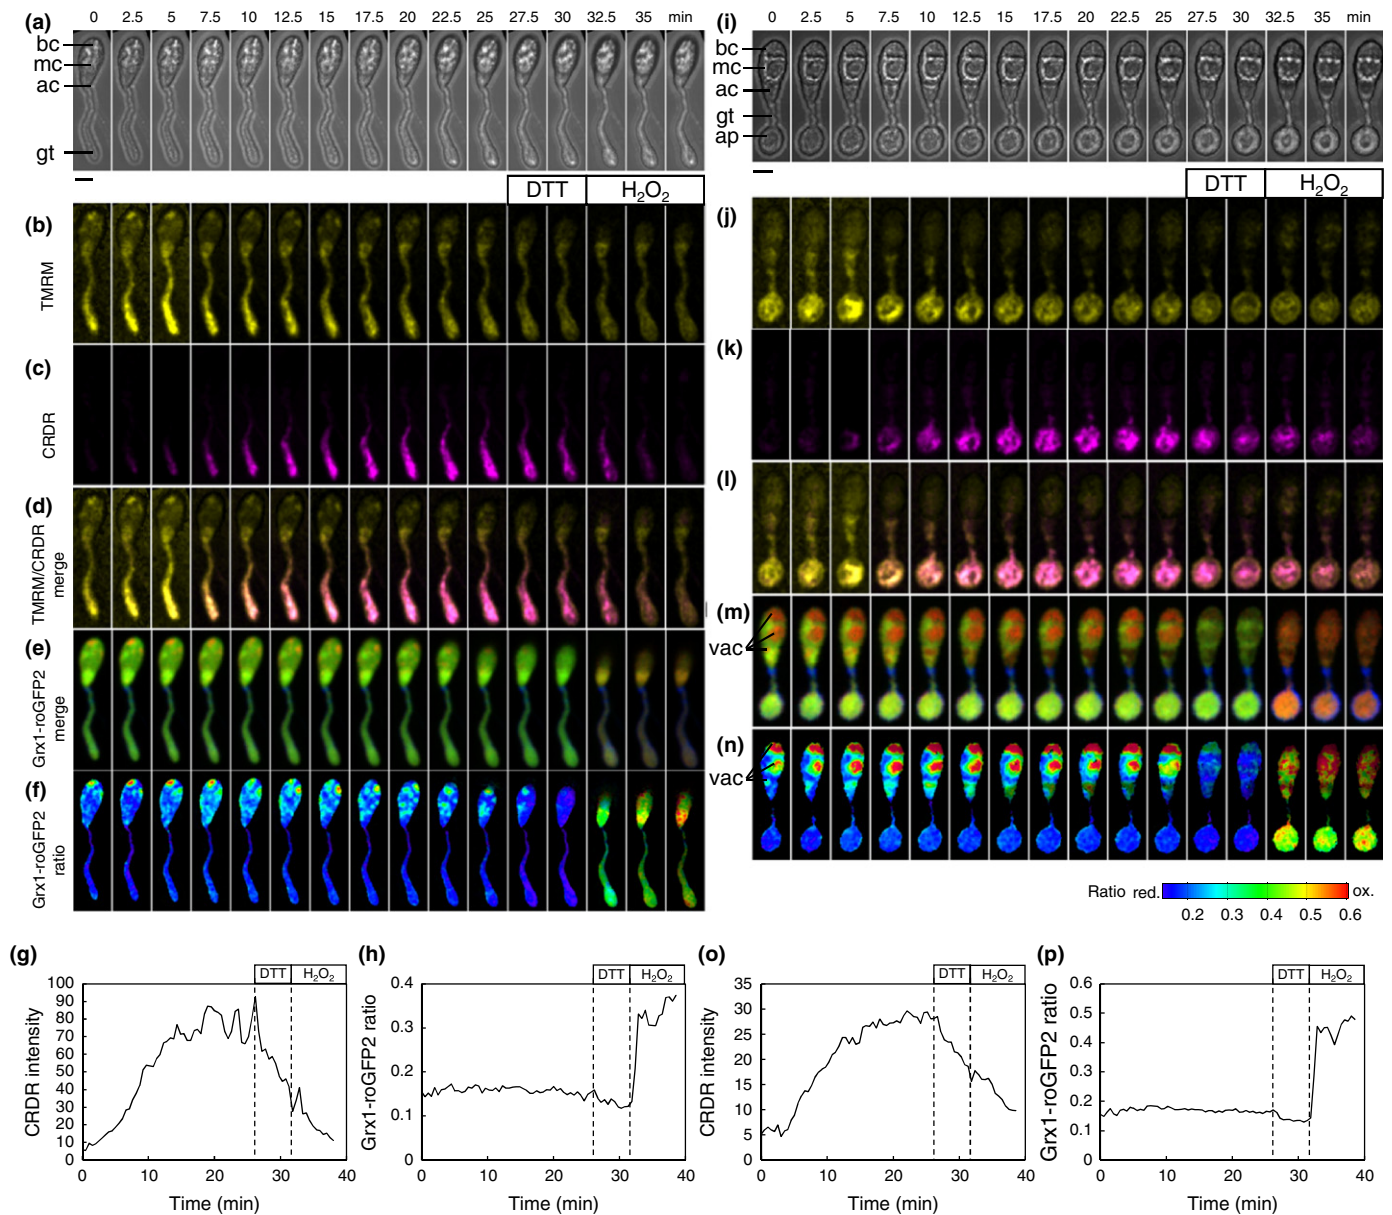 (a) 0 2.5 5 7.5 10 12.5 15 17.5 20 22.5 25 27.5 30 32.5 35 min
bc
mc
ac
gt
DTT H₂O₂
(b) TMRM
(c) CRDR
(d) TMRM/CRDR
merge
(e) Grx1-roGFP2
merge
(f) Grx1-roGFP2
ratio
(i) 0 2.5 5 7.5 10 12.5 15 17.5 20 22.5 25 27.5 30 32.5 35 min
bc
mc
ac
gt
ap
DTT H₂O₂
(j)
(k)
(l)
(m)
vac
(n)
vac
Ratio red. ox.
0.2 0.3 0.4 0.5 0.6
(g)
DTT H₂O₂
CRDR intensity
100
90
80
70
60
50
40
30
20
10
0
0 10 20 30 40
Time (min)
(h)
DTT H₂O₂
Grx1-roGFP2 ratio
0.4
0.3
0.2
0.1
0
0 10 20 30 40
Time (min)
(o)
DTT H₂O₂
CRDR intensity
35
30
25
20
15
10
5
0
0 10 20 30 40
Time (min)
(p)
DTT H₂O₂
Grx1-roGFP2 ratio
0.6
0.5
0.4
0.3
0.2
0.1
0
0 10 20 30 40
Time (min)